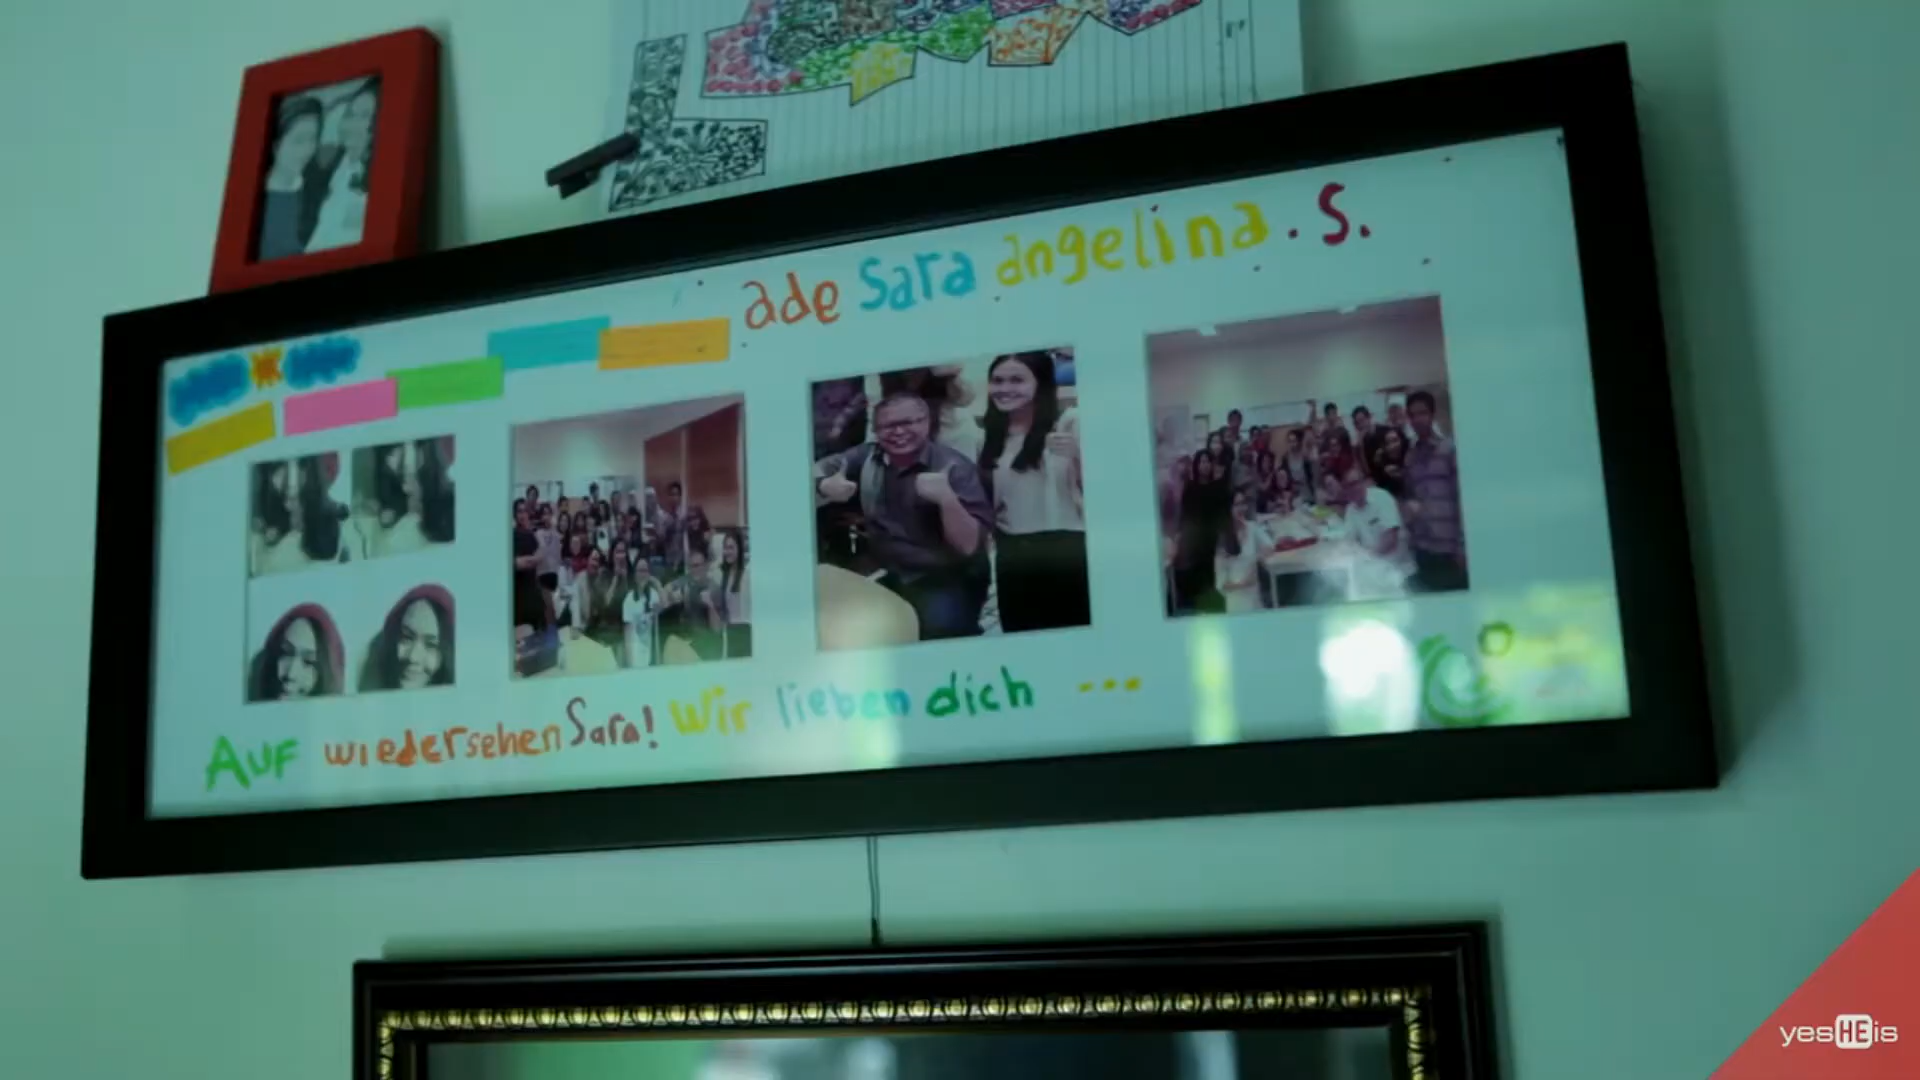 ade Sara angelina. S.
Auf wiedersehen Sara! Wir lieben dich ...
yesHEis